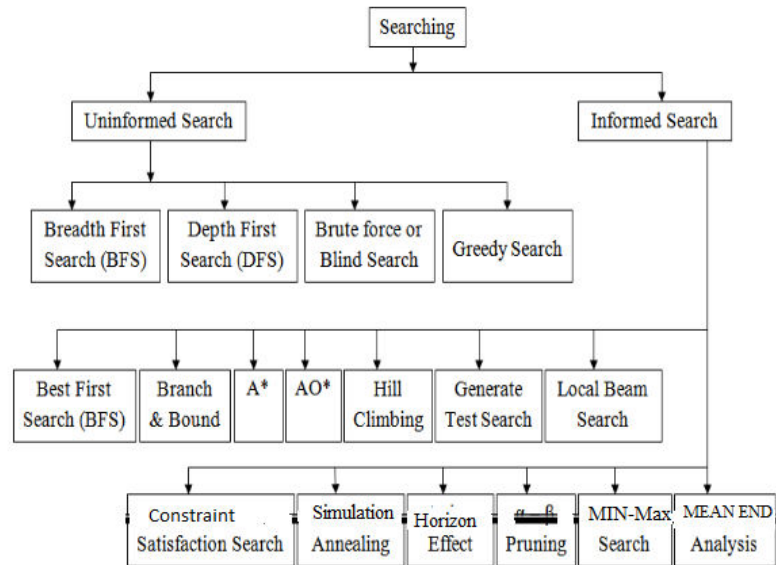 Searching
Uninformed Search
Informed Search
Breadth First
Search (BFS)
Depth First
Search (DFS)
Brute force or
Blind Search
Greedy Search
Best First
Search (BFS)
Branch
& Bound
A*
AO*
Hill
Climbing
Generate
Test Search
Local Beam
Search
Constraint
Satisfaction Search
Simulation
Annealing
Horizon
Effect
α – β
Pruning
MIN-Max
Search
MEAN END
Analysis